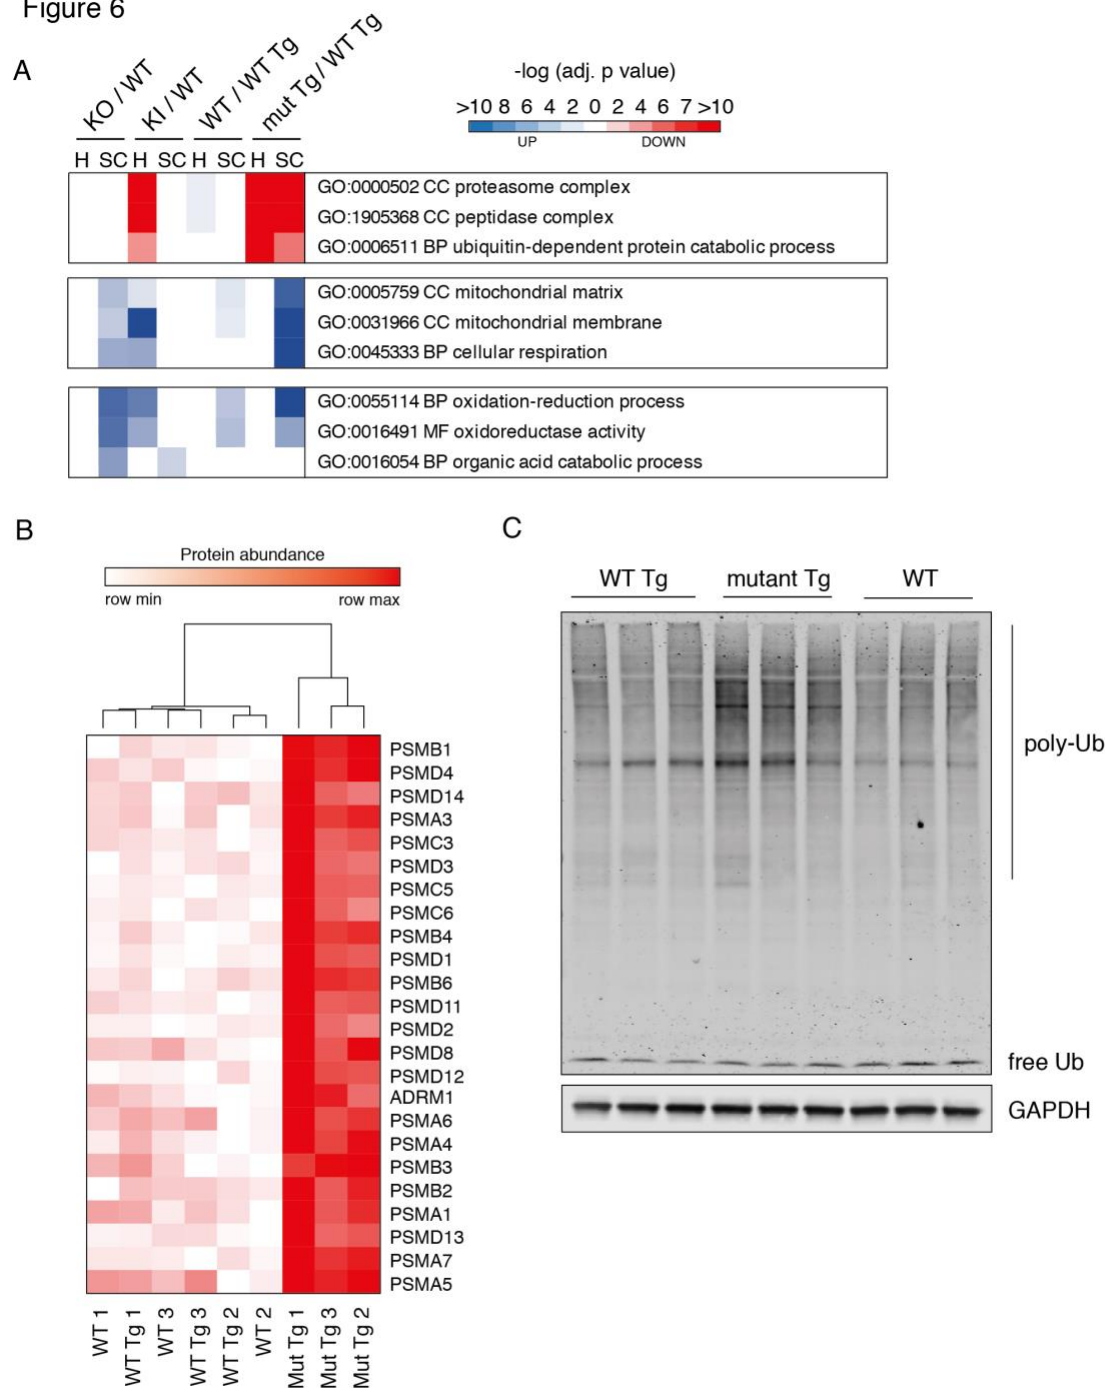 Figure 6
A
KO / WT
KI / WT
WT / WT Tg
mut Tg / WT Tg
-log (adj. p value)
>10 8 6 4 2 0 2 4 6 7 >10
UP DOWN
H SC H SC H SC H SC
GO:0000502 CC proteasome complex
GO:1905368 CC peptidase complex
GO:0006511 BP ubiquitin-dependent protein catabolic process
GO:0005759 CC mitochondrial matrix
GO:0031966 CC mitochondrial membrane
GO:0045333 BP cellular respiration
GO:0055114 BP oxidation-reduction process
GO:0016491 MF oxidoreductase activity
GO:0016054 BP organic acid catabolic process
B
Protein abundance
row min row max
PSMB1
PSMD4
PSMD14
PSMA3
PSMC3
PSMD3
PSMC5
PSMC6
PSMB4
PSMD1
PSMB6
PSMD11
PSMD2
PSMD8
PSMD12
ADRM1
PSMA6
PSMA4
PSMB3
PSMB2
PSMA1
PSMD13
PSMA7
PSMA5
WT 1
WT Tg 1
WT 3
WT Tg 3
WT Tg 2
WT 2
Mut Tg 1
Mut Tg 3
Mut Tg 2
C
WT Tg mutant Tg WT
poly-Ub
free Ub
GAPDH